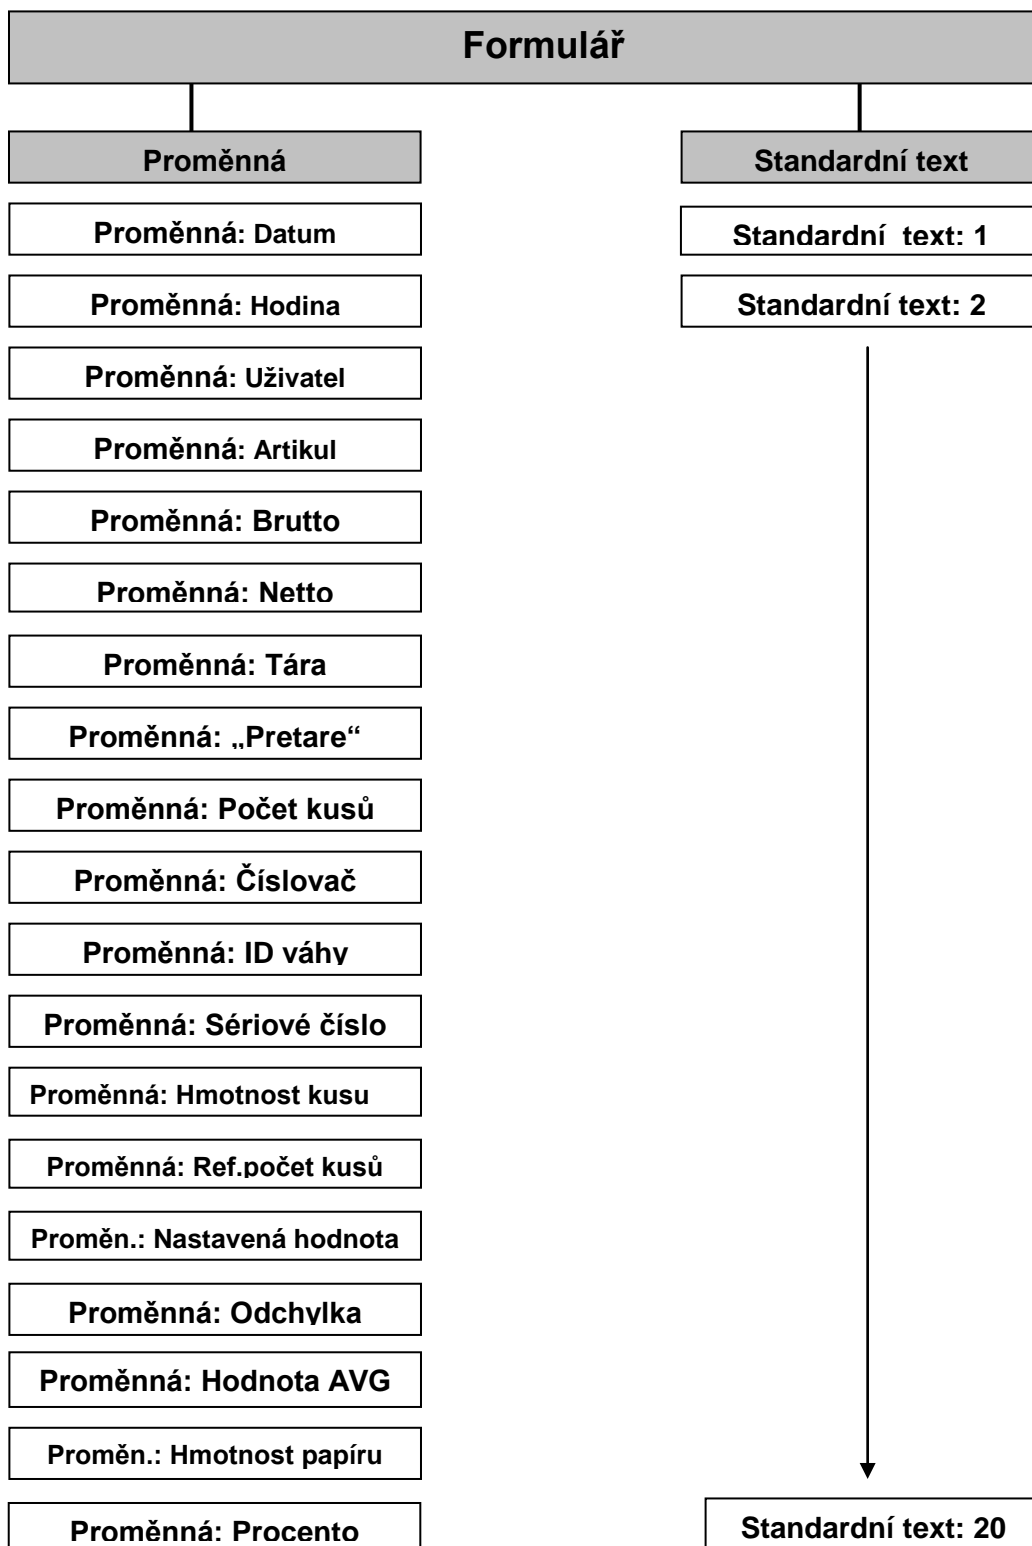 Formulář
Proměnná
Proměnná: Datum
Proměnná: Hodina
Proměnná: Uživatel
Proměnná: Artikul
Proměnná: Brutto
Proměnná: Netto
Proměnná: Tára
Proměnná: „Pretare“
Proměnná: Počet kusů
Proměnná: Číslovač
Proměnná: ID váhy
Proměnná: Sériové číslo
Proměnná: Hmotnost kusu
Proměnná: Ref.počet kusů
Proměn.: Nastavená hodnota
Proměnná: Odchylka
Proměnná: Hodnota AVG
Proměn.: Hmotnost papíru
Proměnná: Procento
Standardní text
Standardní  text: 1
Standardní text: 2
Standardní text: 20